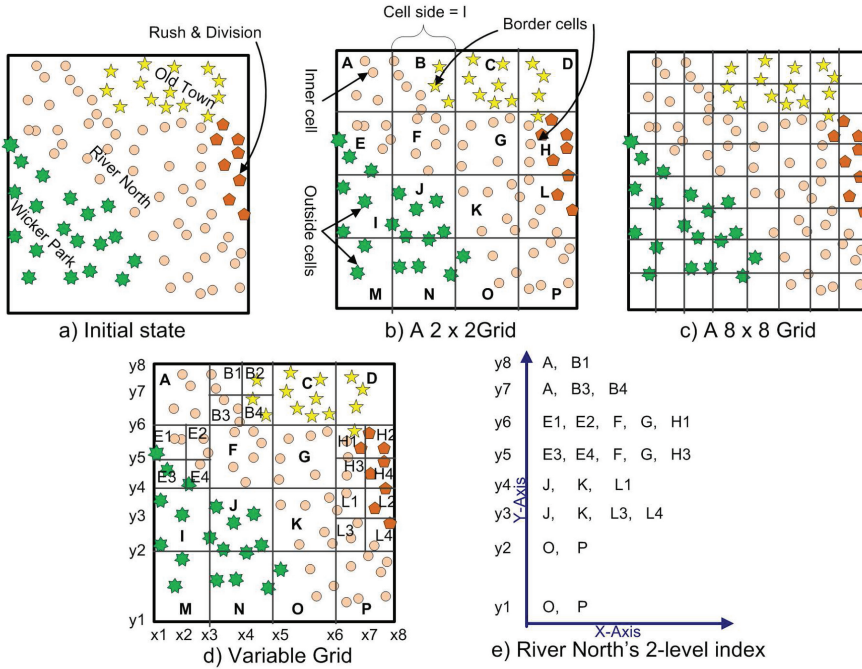 Rush & Division
Old Town
River North
Wicker Park
a) Initial state
Cell side = l
Border cells
Inner cell
Outside cells
A B C D
E F G H
I J K L
M N O P
b) A 2 x 2Grid
c) A 8 x 8 Grid
y8
y7
y6
y5
y4
y3
y2
y1
A B1 B2 C D
B3 B4
E1 E2 F G H1 H2
E3 E4 H3 H4
I J K L1 L2
L3 L4
M N O P
x1 x2 x3 x4 x5 x6 x7 x8
d) Variable Grid
y8 A, B1
y7 A, B3, B4
y6 E1, E2, F, G, H1
y5 E3, E4, F, G, H3
y4 J, K, L1
y3 J, K, L3, L4
y2 O, P
y1 O, P
Y-Axis
X-Axis
e) River North's 2-level index